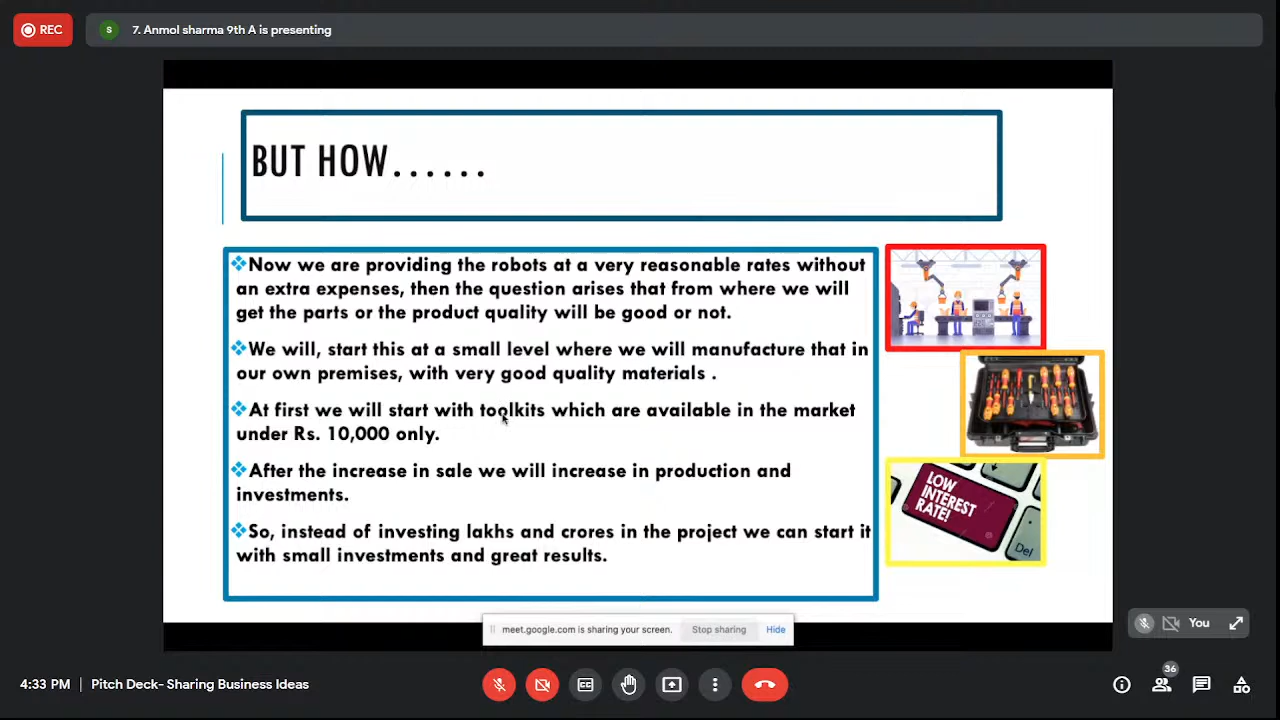 REC
S
7. Anmol sharma 9th A is presenting
BUT HOW......
Now we are providing the robots at a very reasonable rates without
an extra expenses, then the question arises that from where we will
get the parts or the product quality will be good or not.
We will, start this at a small level where we will manufacture that in
our own premises, with very good quality materials .
At first we will start with toolkits which are available in the market
under Rs. 10,000 only.
After the increase in sale we will increase in production and
investments.
So, instead of investing lakhs and crores in the project we can start it
with small investments and great results.
LOW
INTEREST
RATE!
Del
meet.google.com is sharing your screen.
Stop sharing
Hide
You
4:33 PM | Pitch Deck- Sharing Business Ideas
CC
36